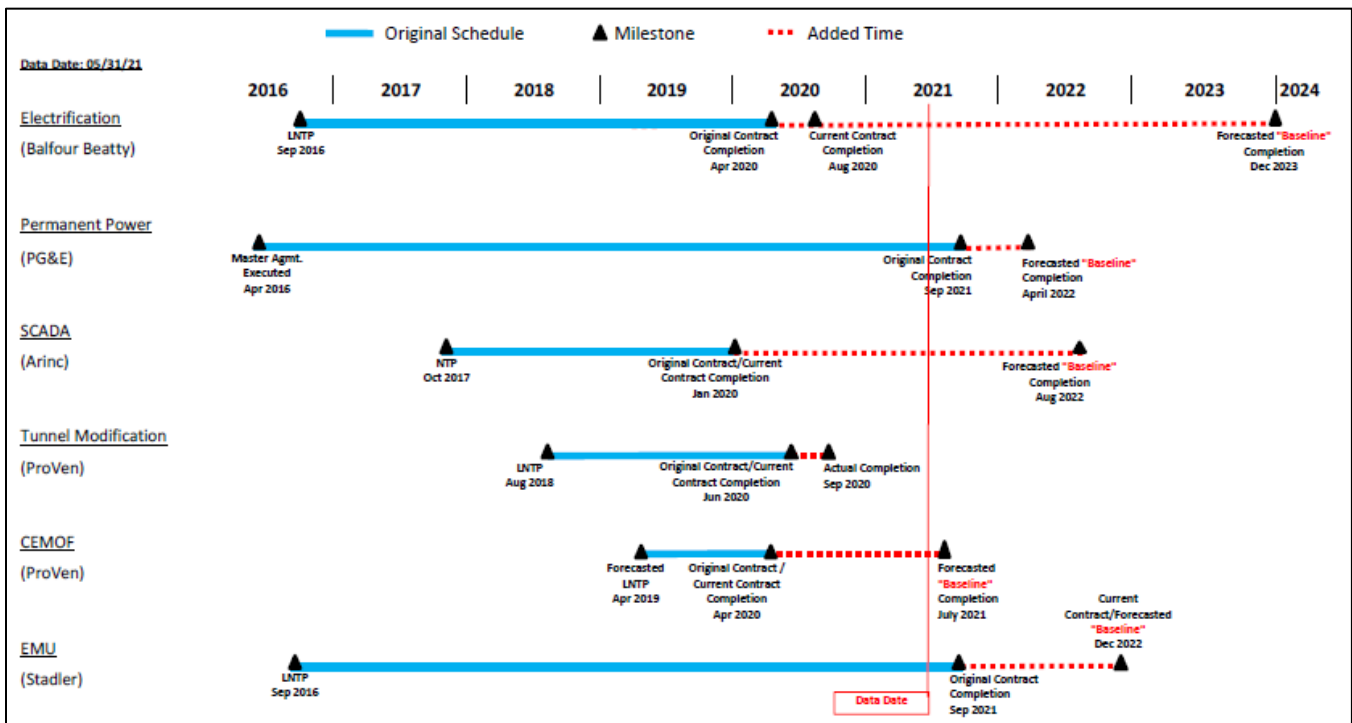 Original Schedule Milestone Added Time
Data Date: 05/31/21
2016 2017 2018 2019 2020 2021 2022 2023 2024
Electrification
(Balfour Beatty)
LNTP
Sep 2016
Original Contract
Completion
Apr 2020
Current Contract
Completion
Aug 2020
Forecasted "Baseline"
Completion
Dec 2023
Permanent Power
(PG&E)
Master Agmt.
Executed
Apr 2016
Original Contract
Completion
Sep 2021
Forecasted "Baseline"
Completion
April 2022
SCADA
(Arinc)
NTP
Oct 2017
Original Contract/Current
Contract Completion
Jan 2020
Forecasted "Baseline"
Completion
Aug 2022
Tunnel Modification
(ProVen)
LNTP
Aug 2018
Original Contract/Current
Contract Completion
Jun 2020
Actual Completion
Sep 2020
CEMOF
(ProVen)
Forecasted
LNTP
Apr 2019
Original Contract /
Current Contract
Completion
Apr 2020
Forecasted
"Baseline"
Completion
July 2021
Current
Contract/Forecasted
"Baseline"
Dec 2022
EMU
(Stadler)
LNTP
Sep 2016
Original Contract
Completion
Sep 2021
Data Date